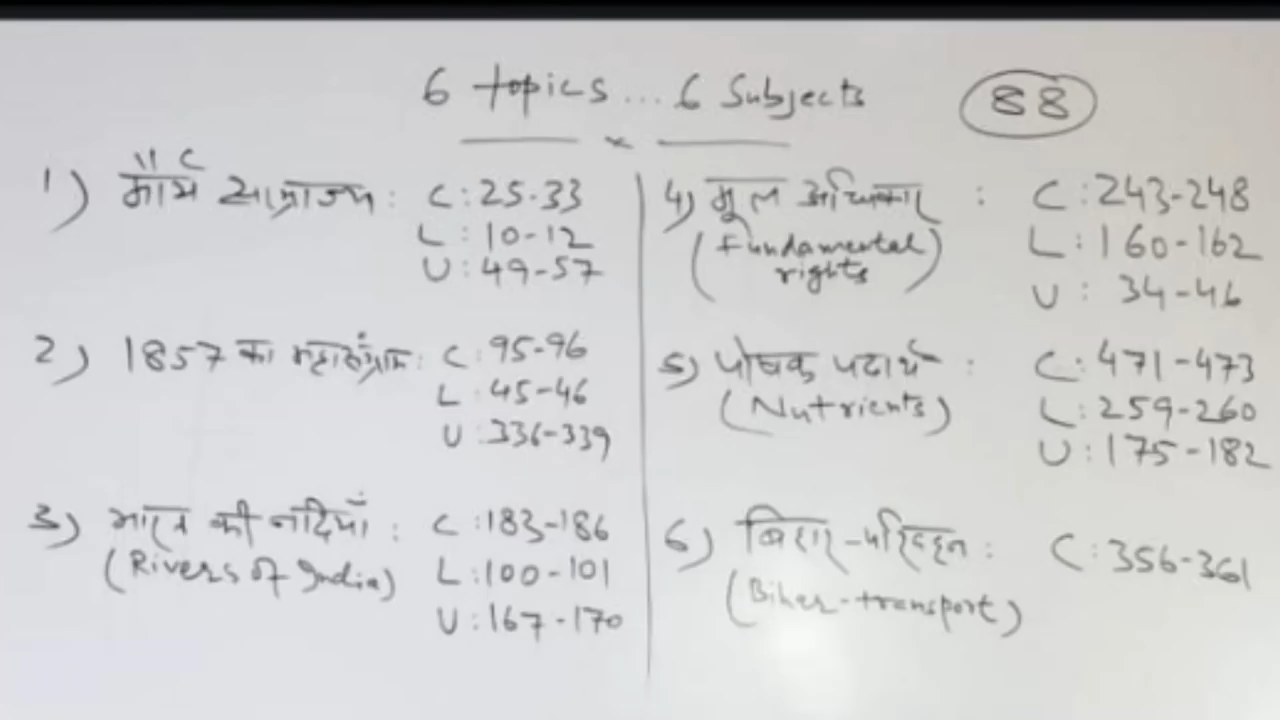 6 Topics... 6 Subjects
88
1) मौर्य साम्राज्य : C : 25-33
L : 10-12
U : 49-57
2) 1857 का महासंग्राम : C : 95-96
L : 45-46
U : 336-339
3) भारत की नदियाँ : C : 183-186
(Rivers of India) L : 100-101
U : 167-170
4) मूल अधिकार : C : 243-248
(Fundamental L : 160-162
rights)
U : 34-46
5) पोषक पदार्थ : C : 471-473
(Nutrients) L : 259-260
U : 175-182
6) बिहार-परिवहन : C : 356-361
(Bihar-transport)